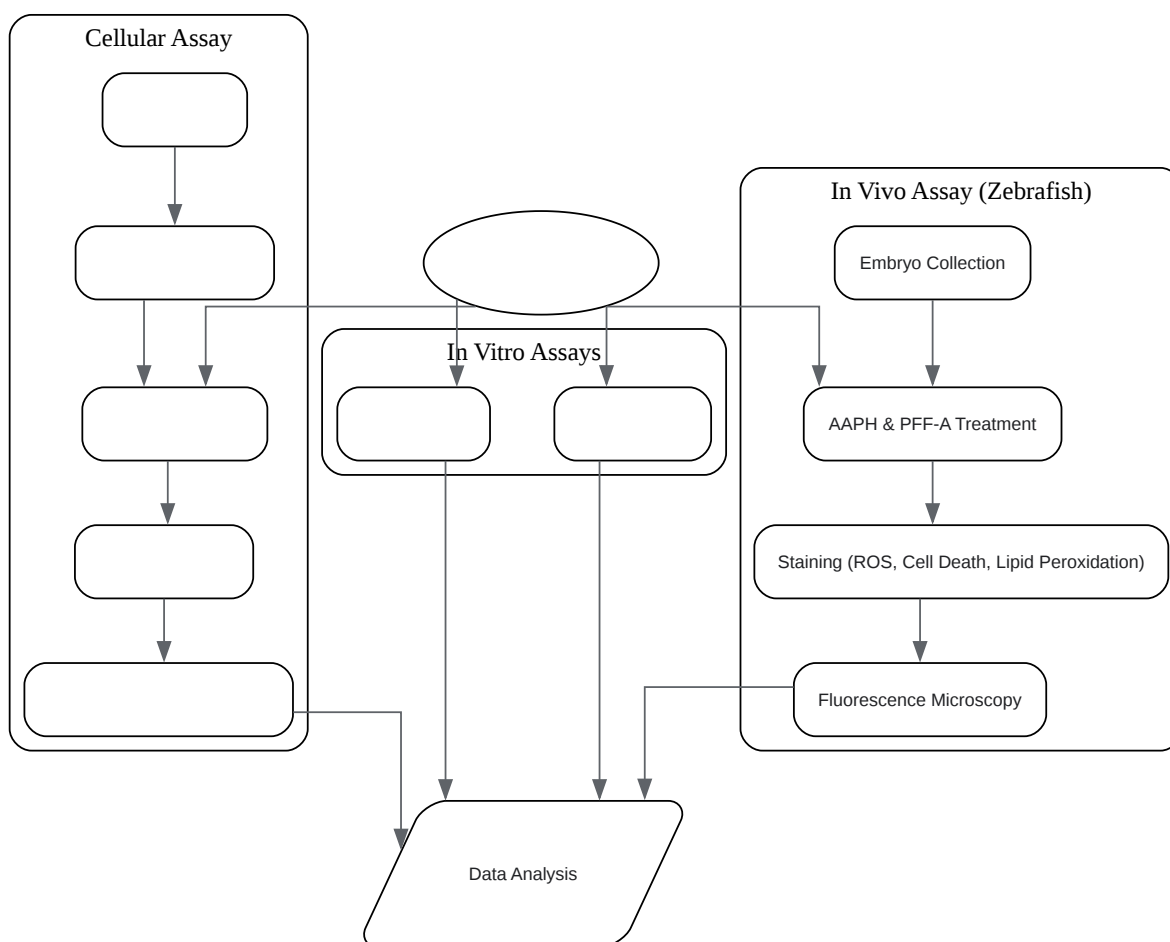 Cellular Assay
In Vivo Assay (Zebrafish)
Embryo Collection
In Vitro Assays
AAPH & PFF-A Treatment
Staining (ROS, Cell Death, Lipid Peroxidation)
Fluorescence Microscopy
Data Analysis